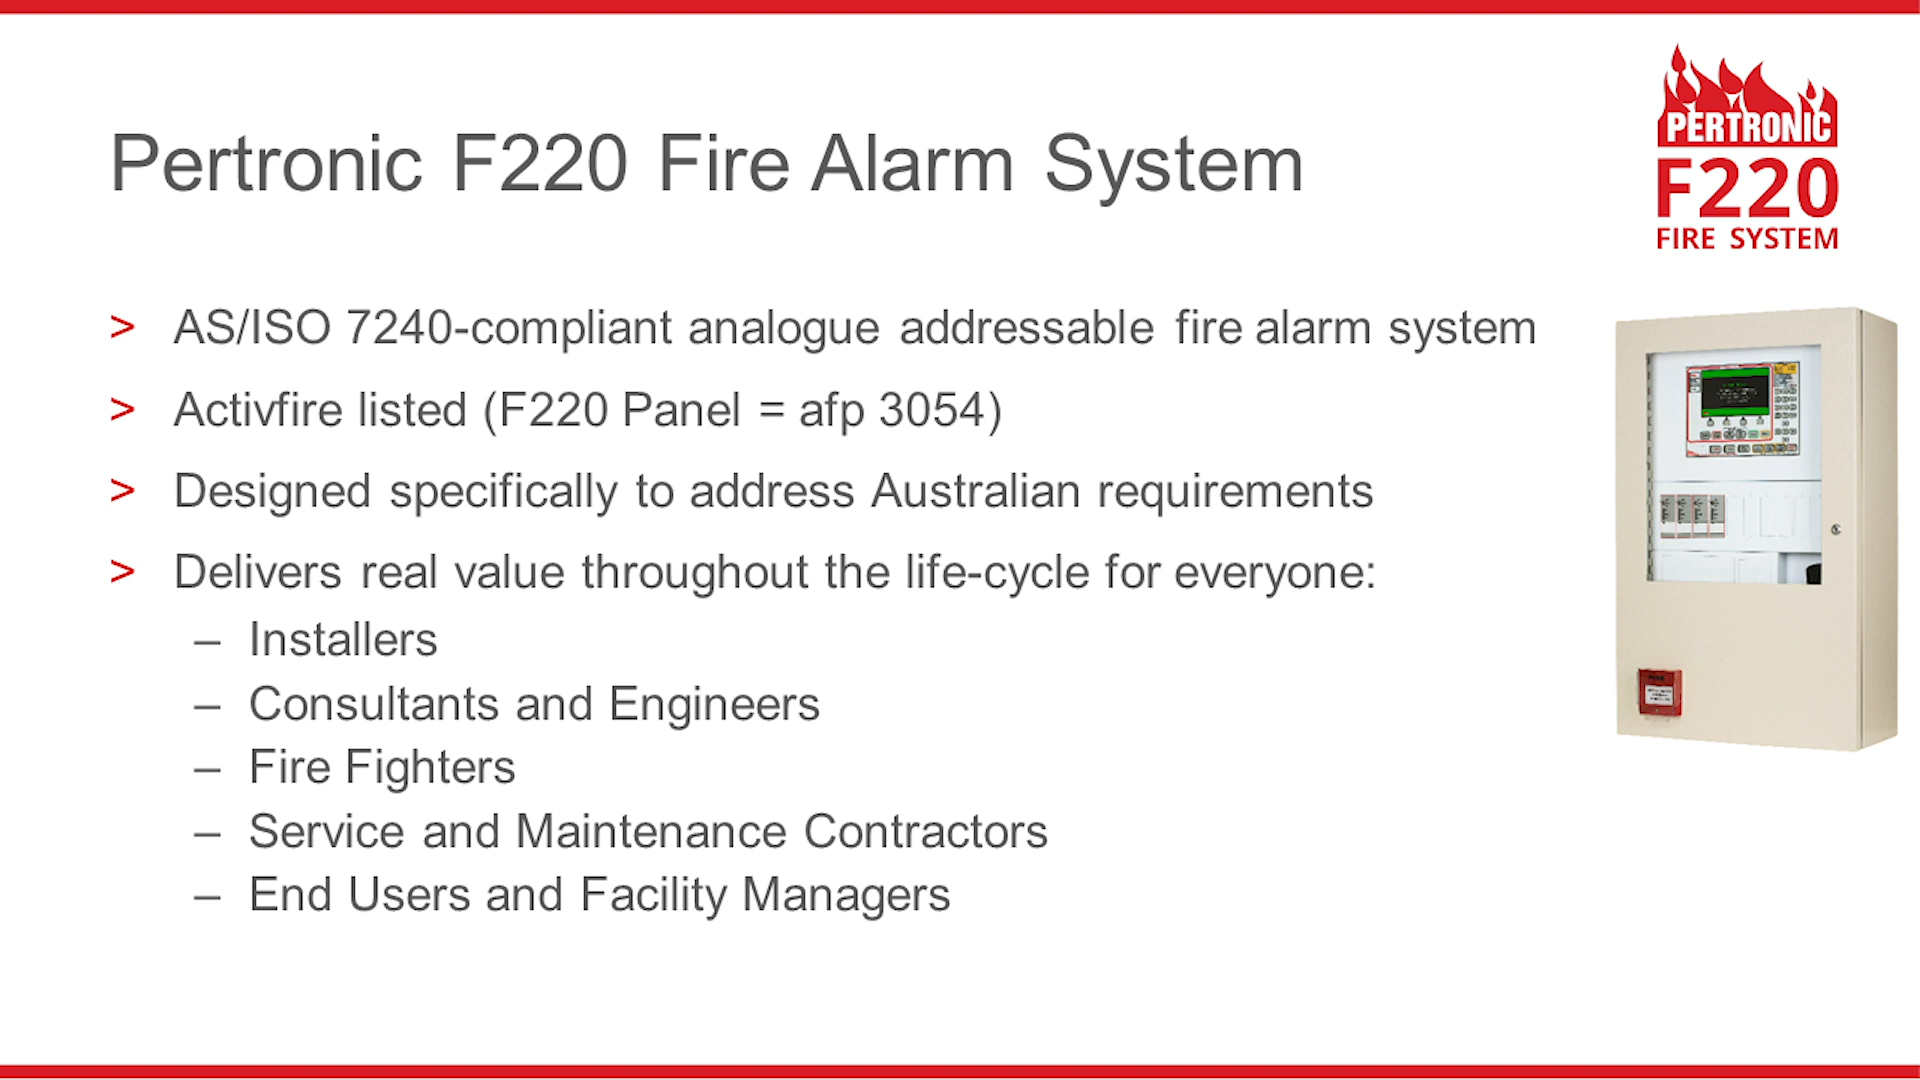 PERTRONIC
F220
FIRE SYSTEM
Pertronic F220 Fire Alarm System
> AS/ISO 7240-compliant analogue addressable fire alarm system
> Activfire listed (F220 Panel = afp 3054)
> Designed specifically to address Australian requirements
> Delivers real value throughout the life-cycle for everyone:
– Installers
– Consultants and Engineers
– Fire Fighters
– Service and Maintenance Contractors
– End Users and Facility Managers